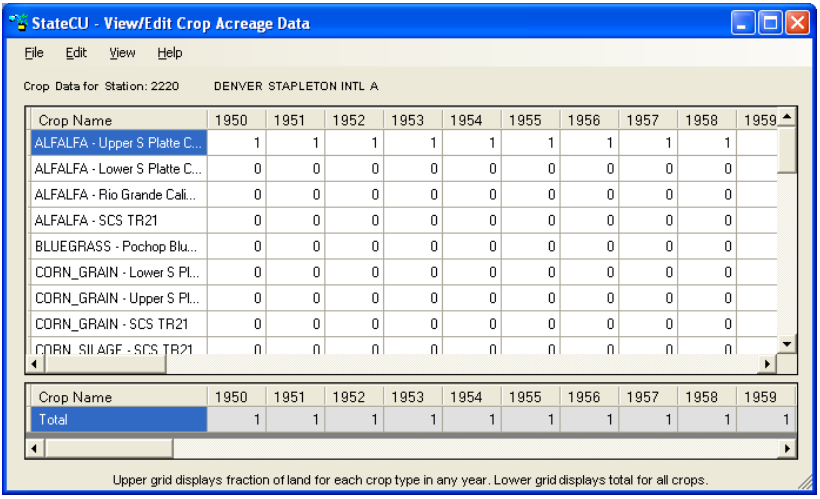 StateCU - View/Edit Crop Acreage Data
File Edit View Help
Crop Data for Station: 2220 DENVER STAPLETON INTL A
Crop Name 1950 1951 1952 1953 1954 1955 1956 1957 1958 1959
ALFALFA - Upper S Platte C... 1 1 1 1 1 1 1 1 1
ALFALFA - Lower S Platte C... 0 0 0 0 0 0 0 0 0
ALFALFA - Rio Grande Cali... 0 0 0 0 0 0 0 0 0
ALFALFA - SCS TR21 0 0 0 0 0 0 0 0 0
BLUEGRASS - Pochop Blu... 0 0 0 0 0 0 0 0 0
CORN_GRAIN - Lower S Pl... 0 0 0 0 0 0 0 0 0
CORN_GRAIN - Upper S Pl... 0 0 0 0 0 0 0 0 0
CORN_GRAIN - SCS TR21 0 0 0 0 0 0 0 0 0
CORN_SILAGE - SCS TR21 0 0 0 0 0 0 0 0 0
Crop Name 1950 1951 1952 1953 1954 1955 1956 1957 1958 1959
Total 1 1 1 1 1 1 1 1 1 1
Upper grid displays fraction of land for each crop type in any year. Lower grid displays total for all crops.